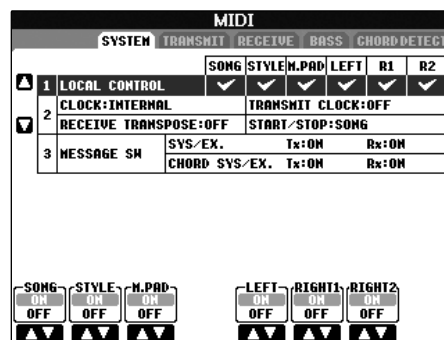 MIDI
SYSTEM TRANSMIT RECEIVE BASS CHORD DETECT
SONG STYLE M.PAD LEFT R1 R2
1 LOCAL CONTROL
2 CLOCK:INTERNAL TRANSMIT CLOCK:OFF
RECEIVE TRANSPOSE:OFF START/STOP:SONG
3 MESSAGE SW SYS/EX. Tx:ON Rx:ON
CHORD SYS/EX. Tx:ON Rx:ON
SONG STYLE M.PAD LEFT RIGHT1 RIGHT2
ON ON ON ON ON ON
OFF OFF OFF OFF OFF OFF